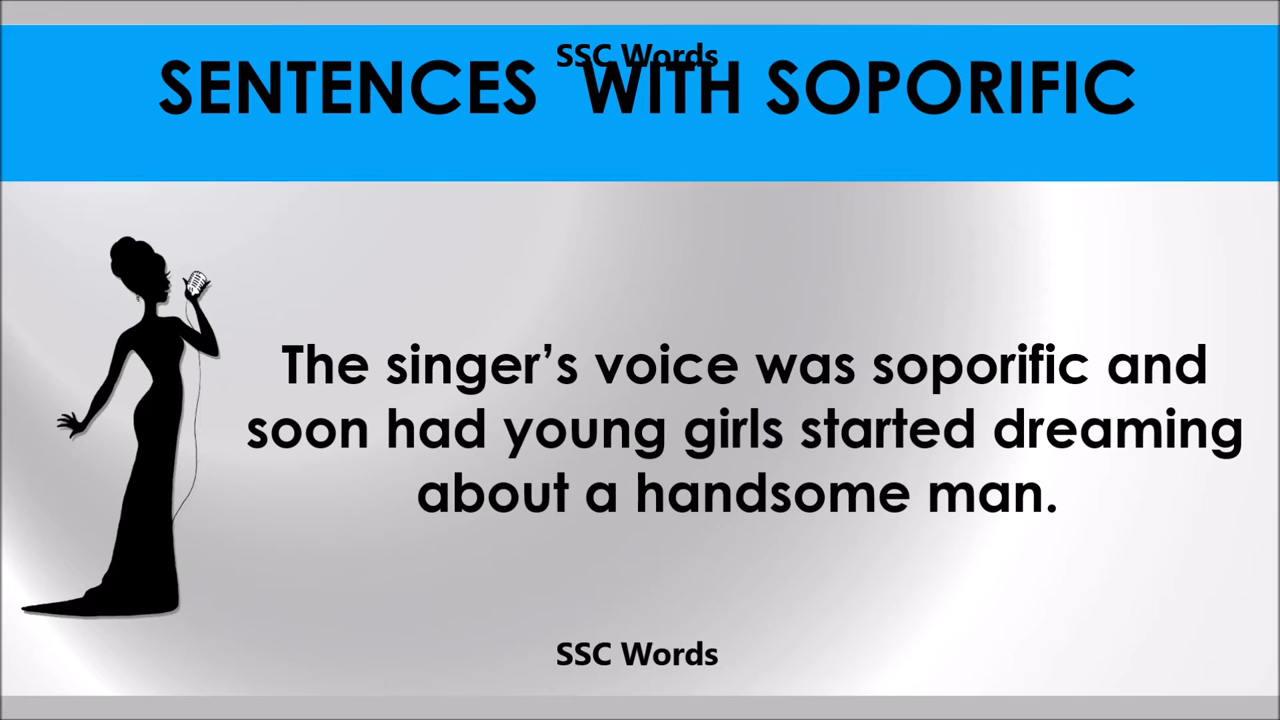 SSC Words
SENTENCES WITH SOPORIFIC
The singer’s voice was soporific and
soon had young girls started dreaming
about a handsome man.
SSC Words